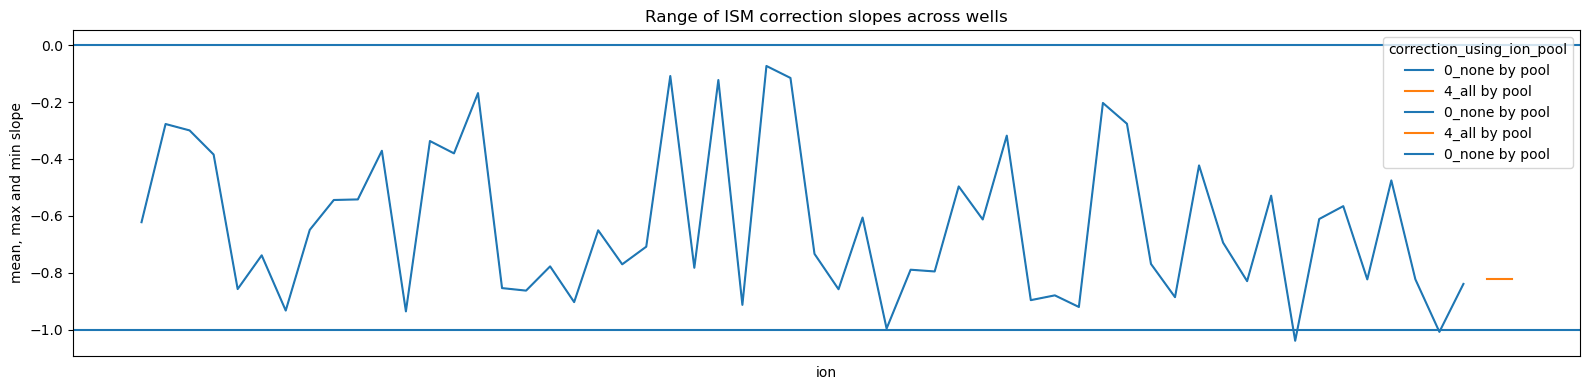 Range of ISM correction slopes across wells
mean, max and min slope
0.0
−0.2
−0.4
−0.6
−0.8
−1.0
correction_using_ion_pool
0_none by pool
4_all by pool
0_none by pool
4_all by pool
0_none by pool
ion